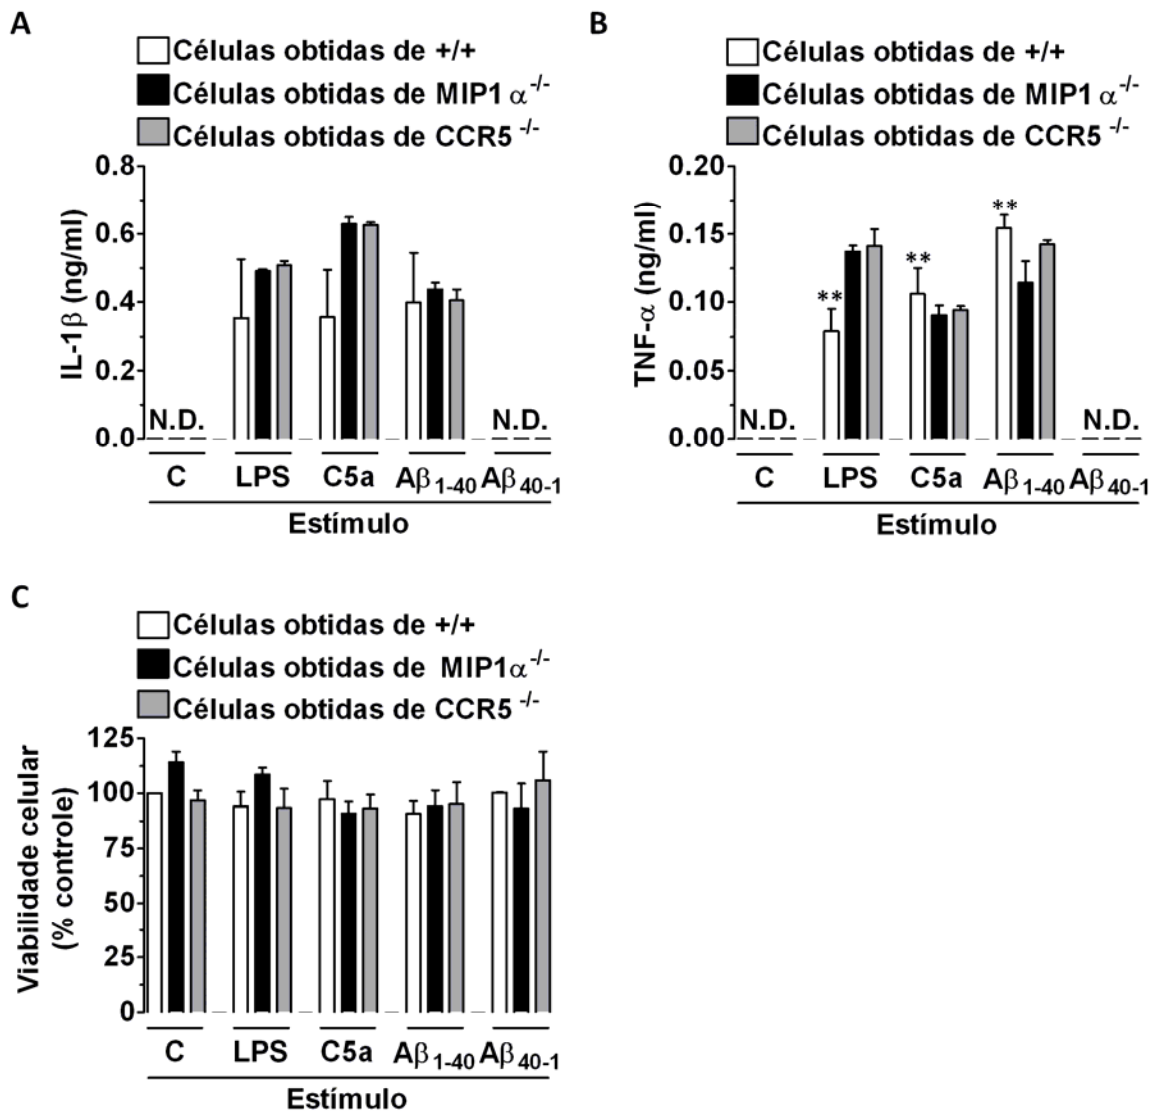 A
Células obtidas de +/+
Células obtidas de MIP1 α-/-
Células obtidas de CCR5 -/-
IL-1β (ng/ml)
0.8
0.6
0.4
0.2
0.0
N.D.
N.D.
C LPS C5a Aβ1-40 Aβ40-1
Estímulo
B
Células obtidas de +/+
Células obtidas de MIP1 α-/-
Células obtidas de CCR5 -/-
TNF-α (ng/ml)
0.20
0.15
0.10
0.05
0.00
N.D.
**
**
**
N.D.
C LPS C5a Aβ1-40 Aβ40-1
Estímulo
C
Células obtidas de +/+
Células obtidas de MIP1α-/-
Células obtidas de CCR5 -/-
Viabilidade celular
(% controle)
125
100
75
50
25
0
C LPS C5a Aβ1-40 Aβ40-1
Estímulo